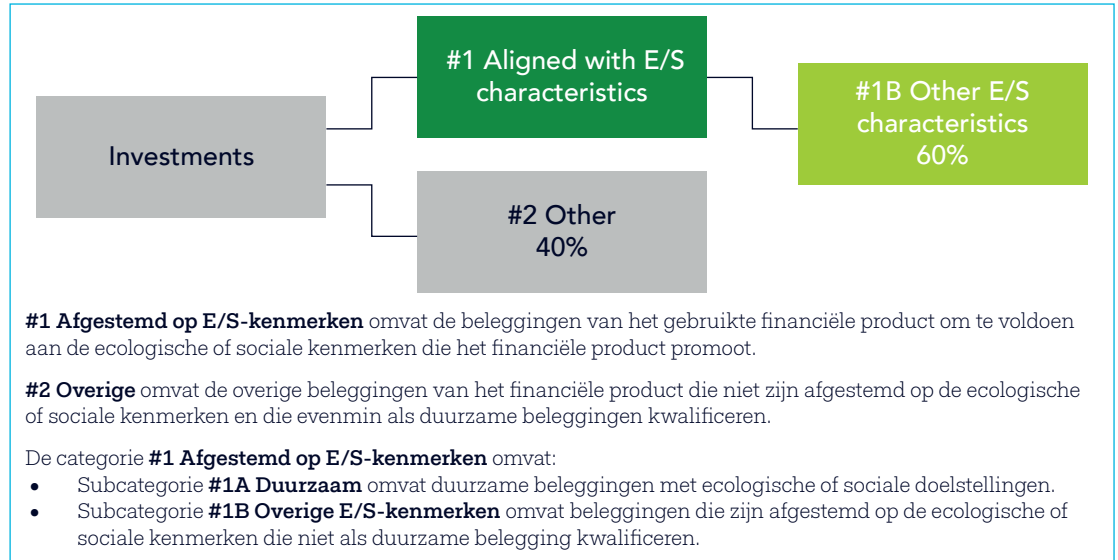 #1 Aligned with E/S
characteristics
#1B Other E/S
characteristics
60%
Investments
#2 Other
40%
#1 Afgestemd op E/S-kenmerken omvat de beleggingen van het gebruikte financiële product om te voldoen
aan de ecologische of sociale kenmerken die het financiële product promoot.
#2 Overige omvat de overige beleggingen van het financiële product die niet zijn afgestemd op de ecologische
of sociale kenmerken en die evenmin als duurzame beleggingen kwalificeren.
De categorie #1 Afgestemd op E/S-kenmerken omvat:
• Subcategorie #1A Duurzaam omvat duurzame beleggingen met ecologische of sociale doelstellingen.
• Subcategorie #1B Overige E/S-kenmerken omvat beleggingen die zijn afgestemd op de ecologische of
sociale kenmerken die niet als duurzame belegging kwalificeren.